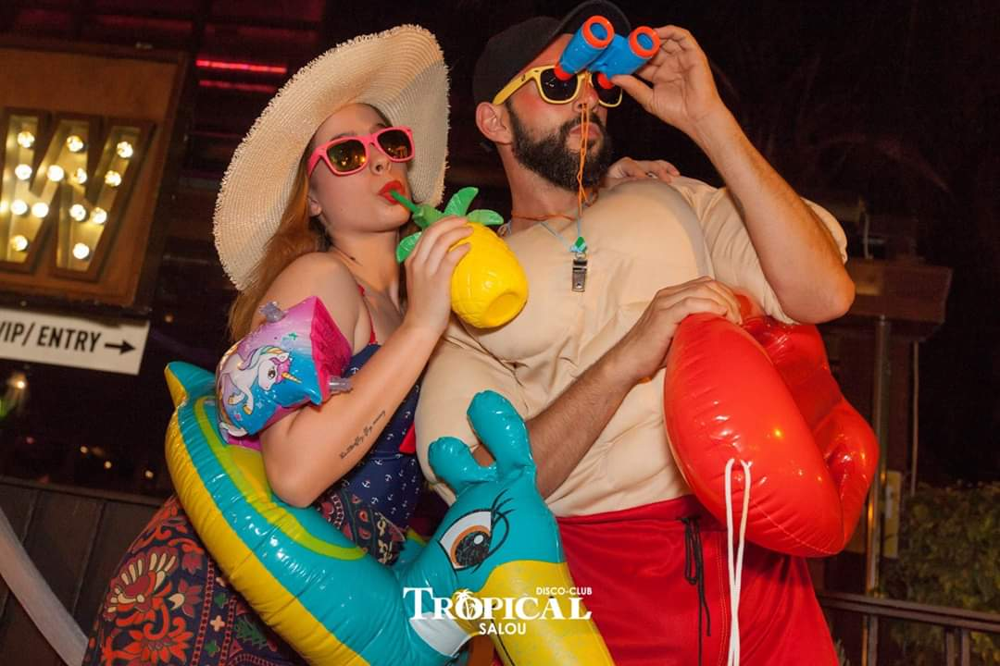 W
VIP/ ENTRY →
DISCO-CLUB
TROPICAL
SALOU